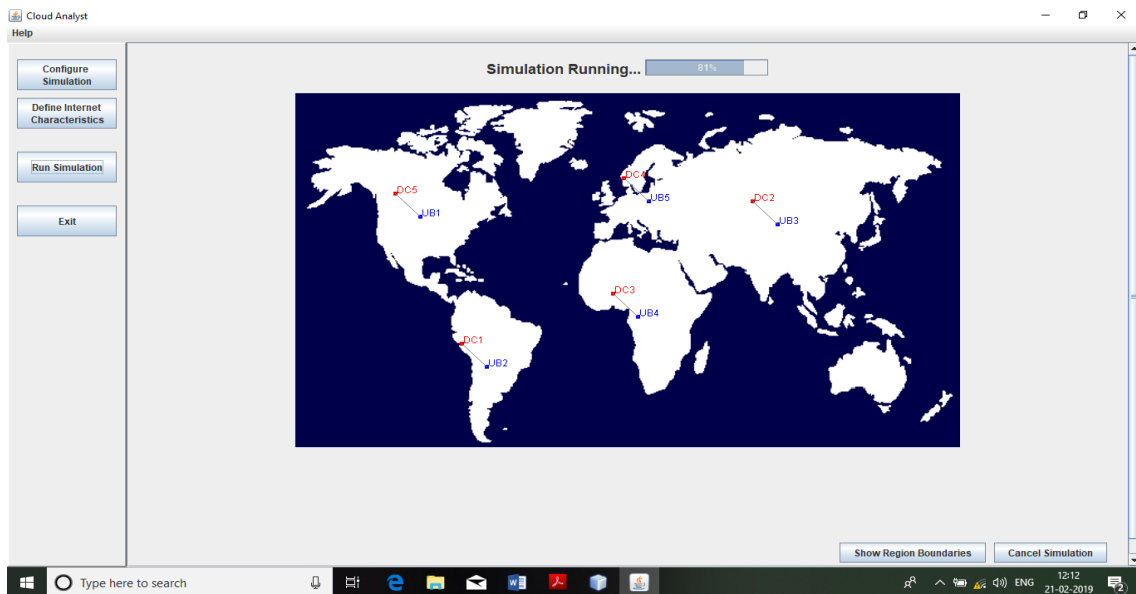 Cloud Analyst
Help
Configure
Simulation
Define Internet
Characteristics
Run Simulation
Exit
Simulation Running... 81%
DC4
DC5
UB5
DC2
UB1
UB3
DC3
UB4
DC1
UB2
Show Region Boundaries
Cancel Simulation
Type here to search
ENG
12:12
21-02-2019
2